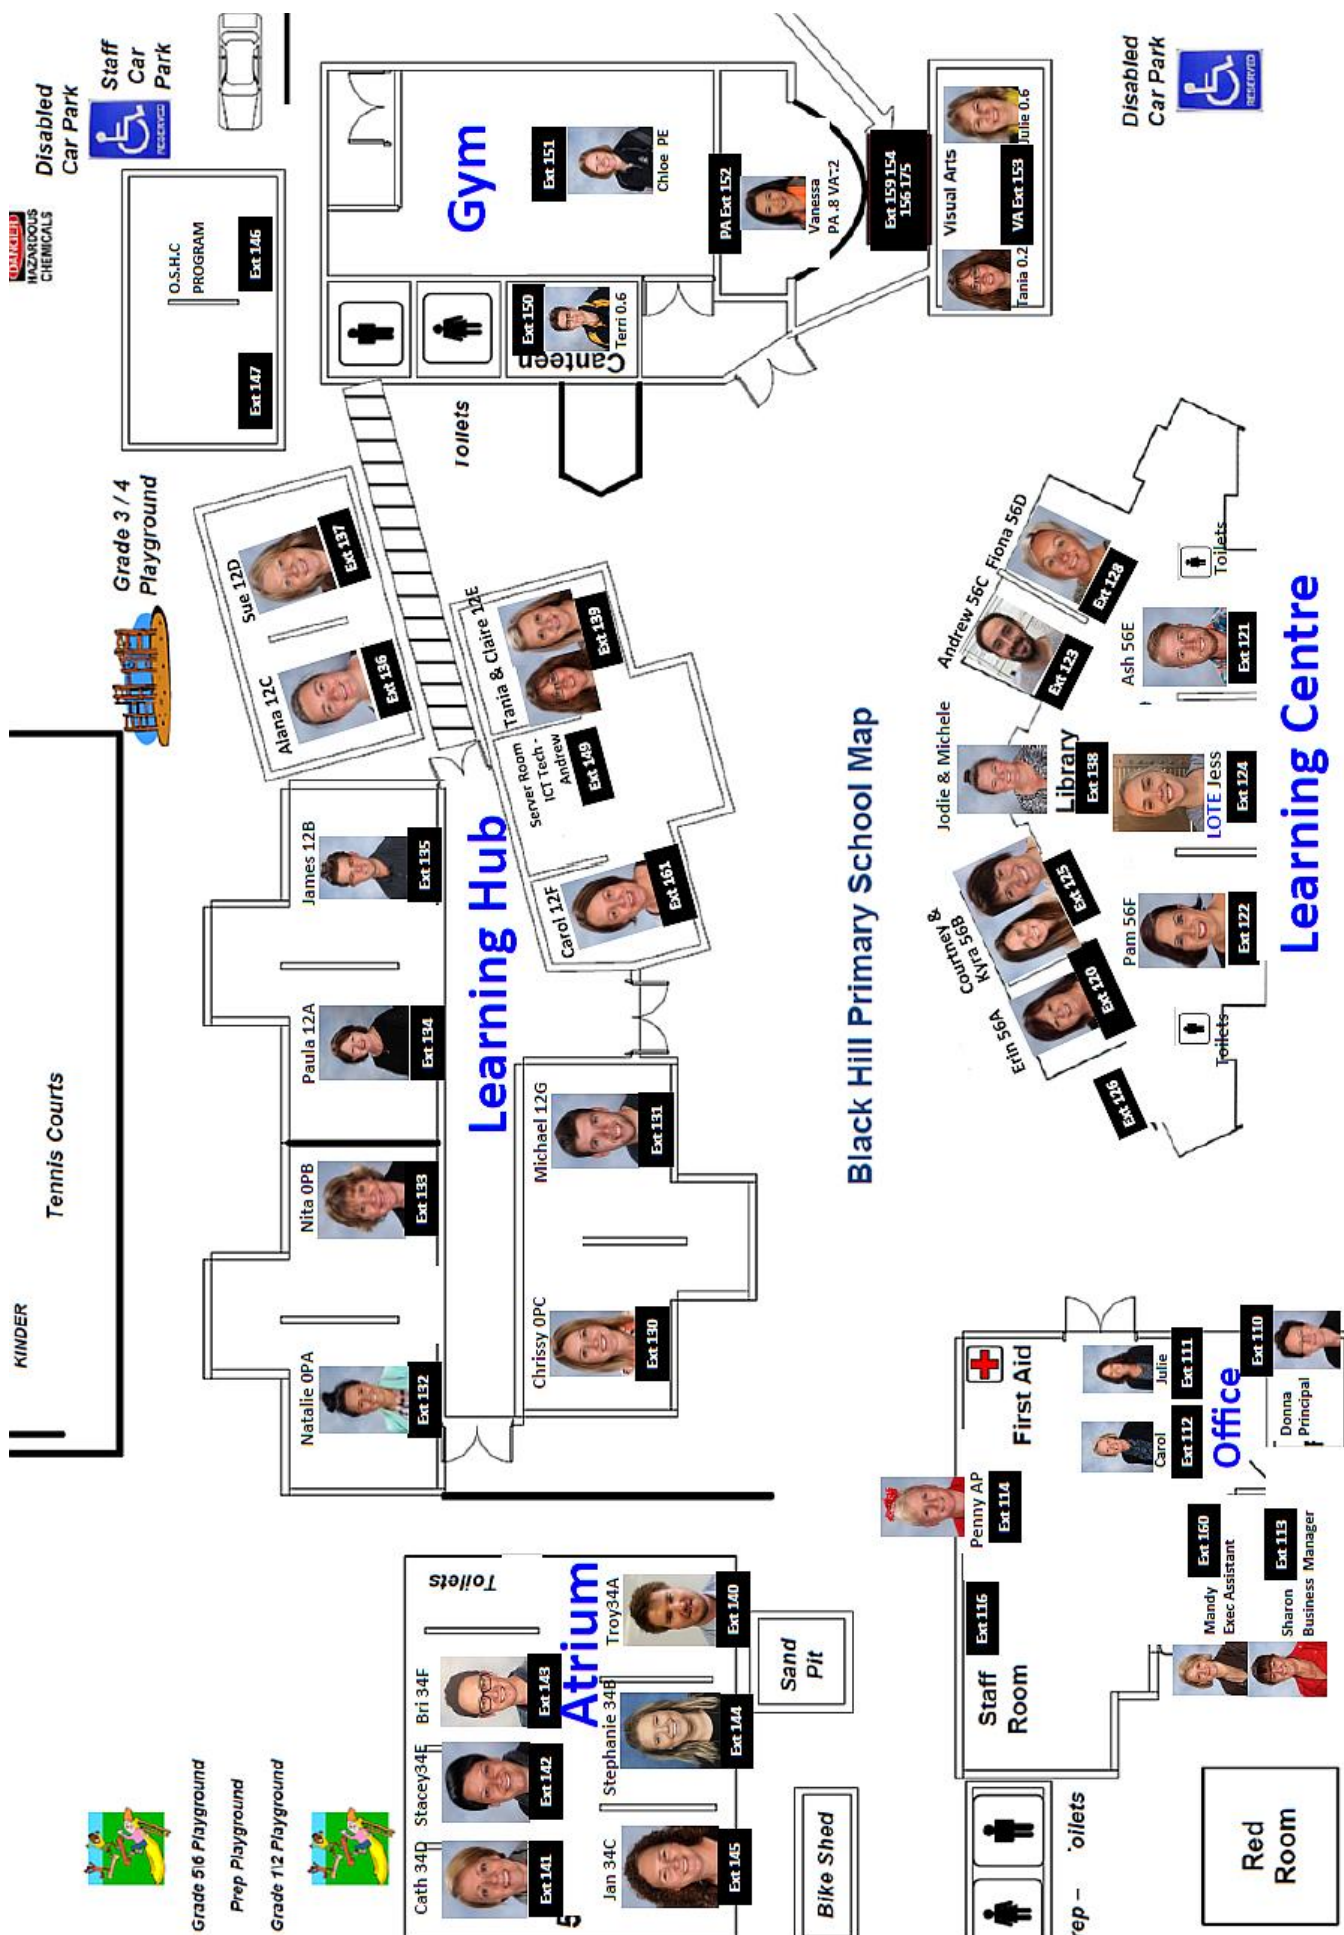 KINDER
Tennis Courts
Grade 3 / 4
Playground
DANGER
HAZARDOUS
CHEMICALS
Disabled
Car Park
RESERVED
Staff
Car
Park
O.S.H.C
PROGRAM
Ext 147
Ext 146
Gym
Ext 151
Chloe PE
PA Ext 152
Vanessa
PA .8 VA-2
Ext 159 154
156 175
Visual Arts
Tania 0.2
VA Ext 153
Julie 0.6
Disabled
Car Park
RESERVED
Ext 150
Terri 0.6
Canteen
Toilets
Sue 12D
Ext 137
Alana 12C
Ext 136
Tania & Claire 12E
Ext 139
Server Room
ICT Tech -
Andrew
Ext 149
Carol 12F
Ext 161
James 12B
Ext 135
Paula 12A
Ext 134
Nita 0PB
Ext 133
Natalie 0PA
Ext 132
Learning Hub
Michael 12G
Ext 131
Chrissy 0PC
Ext 130
Black Hill Primary School Map
Erin 56A
Ext 120
Courtney &
Kyra 56B
Ext 125
Jodie & Michele
Library
Ext 138
Andrew 56C
Ext 123
Fiona 56D
Ext 128
Ext 126
Toilets
Pam 56F
Ext 122
LOTE Jess
Ext 124
Ash 56E
Ext 121
Toilets
Learning Centre
Grade 5\6 Playground
Prep Playground
Grade 1\2 Playground
Toilets
Cath 34D
Ext 141
Stacey34E
Ext 142
Bri 34F
Ext 143
Atrium
Jan 34C
Ext 145
Stephanie 34B
Ext 144
Troy34A
Ext 140
Sand
Pit
Bike Shed
Penny AP
Ext 114
First Aid
Staff
Room
Ext 116
Carol
Ext 112
Julie
Ext 111
Office
Ext 110
Donna
Principal
Mandy
Exec Assistant
Ext 160
Sharon
Business Manager
Ext 113
rep – oilets
Red
Room